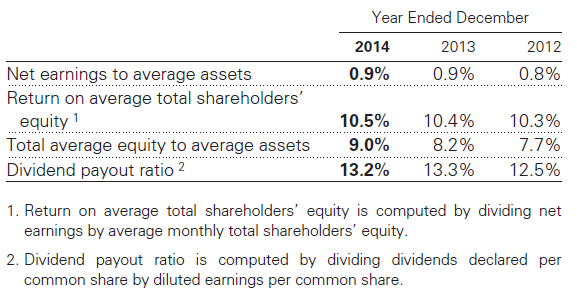 Year Ended December
2014 2013 2012
Net earnings to average assets 0.9% 0.9% 0.8%
Return on average total shareholders’
equity 1 10.5% 10.4% 10.3%
Total average equity to average assets 9.0% 8.2% 7.7%
Dividend payout ratio 2 13.2% 13.3% 12.5%
1. Return on average total shareholders’ equity is computed by dividing net
earnings by average monthly total shareholders’ equity.
2. Dividend payout ratio is computed by dividing dividends declared per
common share by diluted earnings per common share.